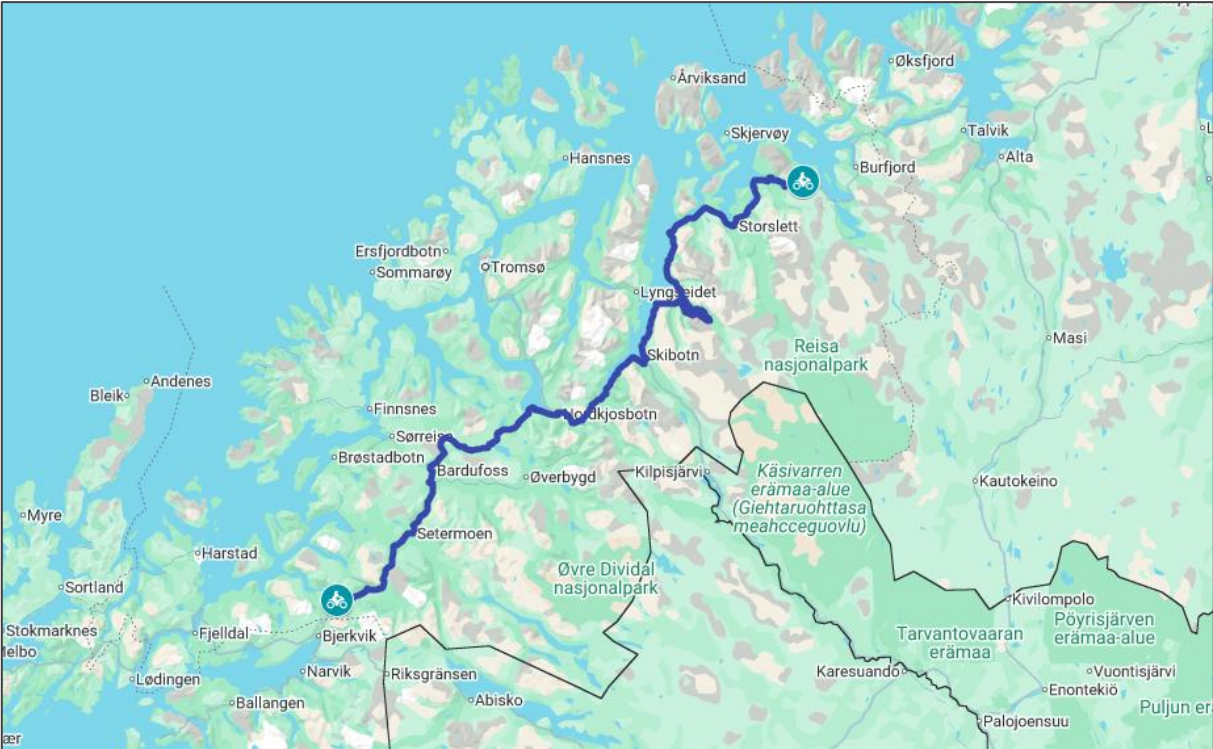 Øksfjord
Årviksand
Skjervøy
Talvik
Alta
Hansnes
Burfjord
Storslett
Ersfjordbotn
Sommarøy
Tromsø
Lyngseidet
Masi
Skibotn
Reisa
nasjonalpark
Andenes
Bleik
Finnsnes
Nordkjosbotn
Sørreisa
Brøstadbotn
Bardufoss
Øverbygd
Kilpisjärvi
Käsivarren
erämaa-alue
(Giehtaruohttasa
meahcceguovlu)
Kautokeino
Myre
Setermoen
Harstad
Øvre Dividal
nasjonalpark
Sortland
Kivilompolo
Stokmarknes
Melbo
Fjelldal
Bjerkvik
Tarvantovaaran
erämaa
Pöyrisjärven
erämaa-alue
Lødingen
Narvik
Riksgränsen
Karesuando
Vuontisjärvi
Enontekiö
Ballangen
Abisko
Puljun erä
Palojoensuu